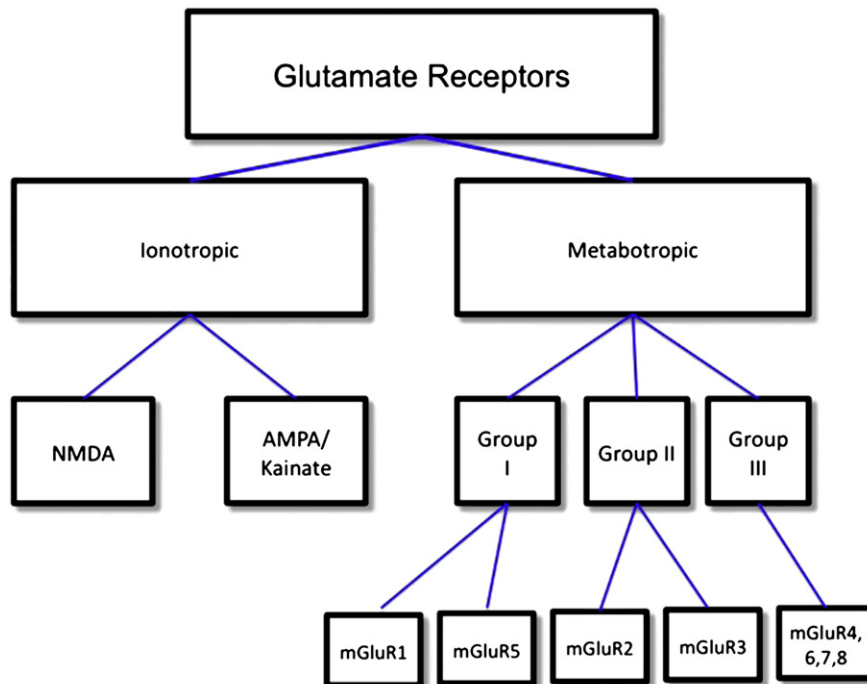 Glutamate Receptors
Ionotropic
Metabotropic
NMDA
AMPA/
Kainate
Group
I
Group II
Group
III
mGluR1
mGluR5
mGluR2
mGluR3
mGluR4,
6,7,8